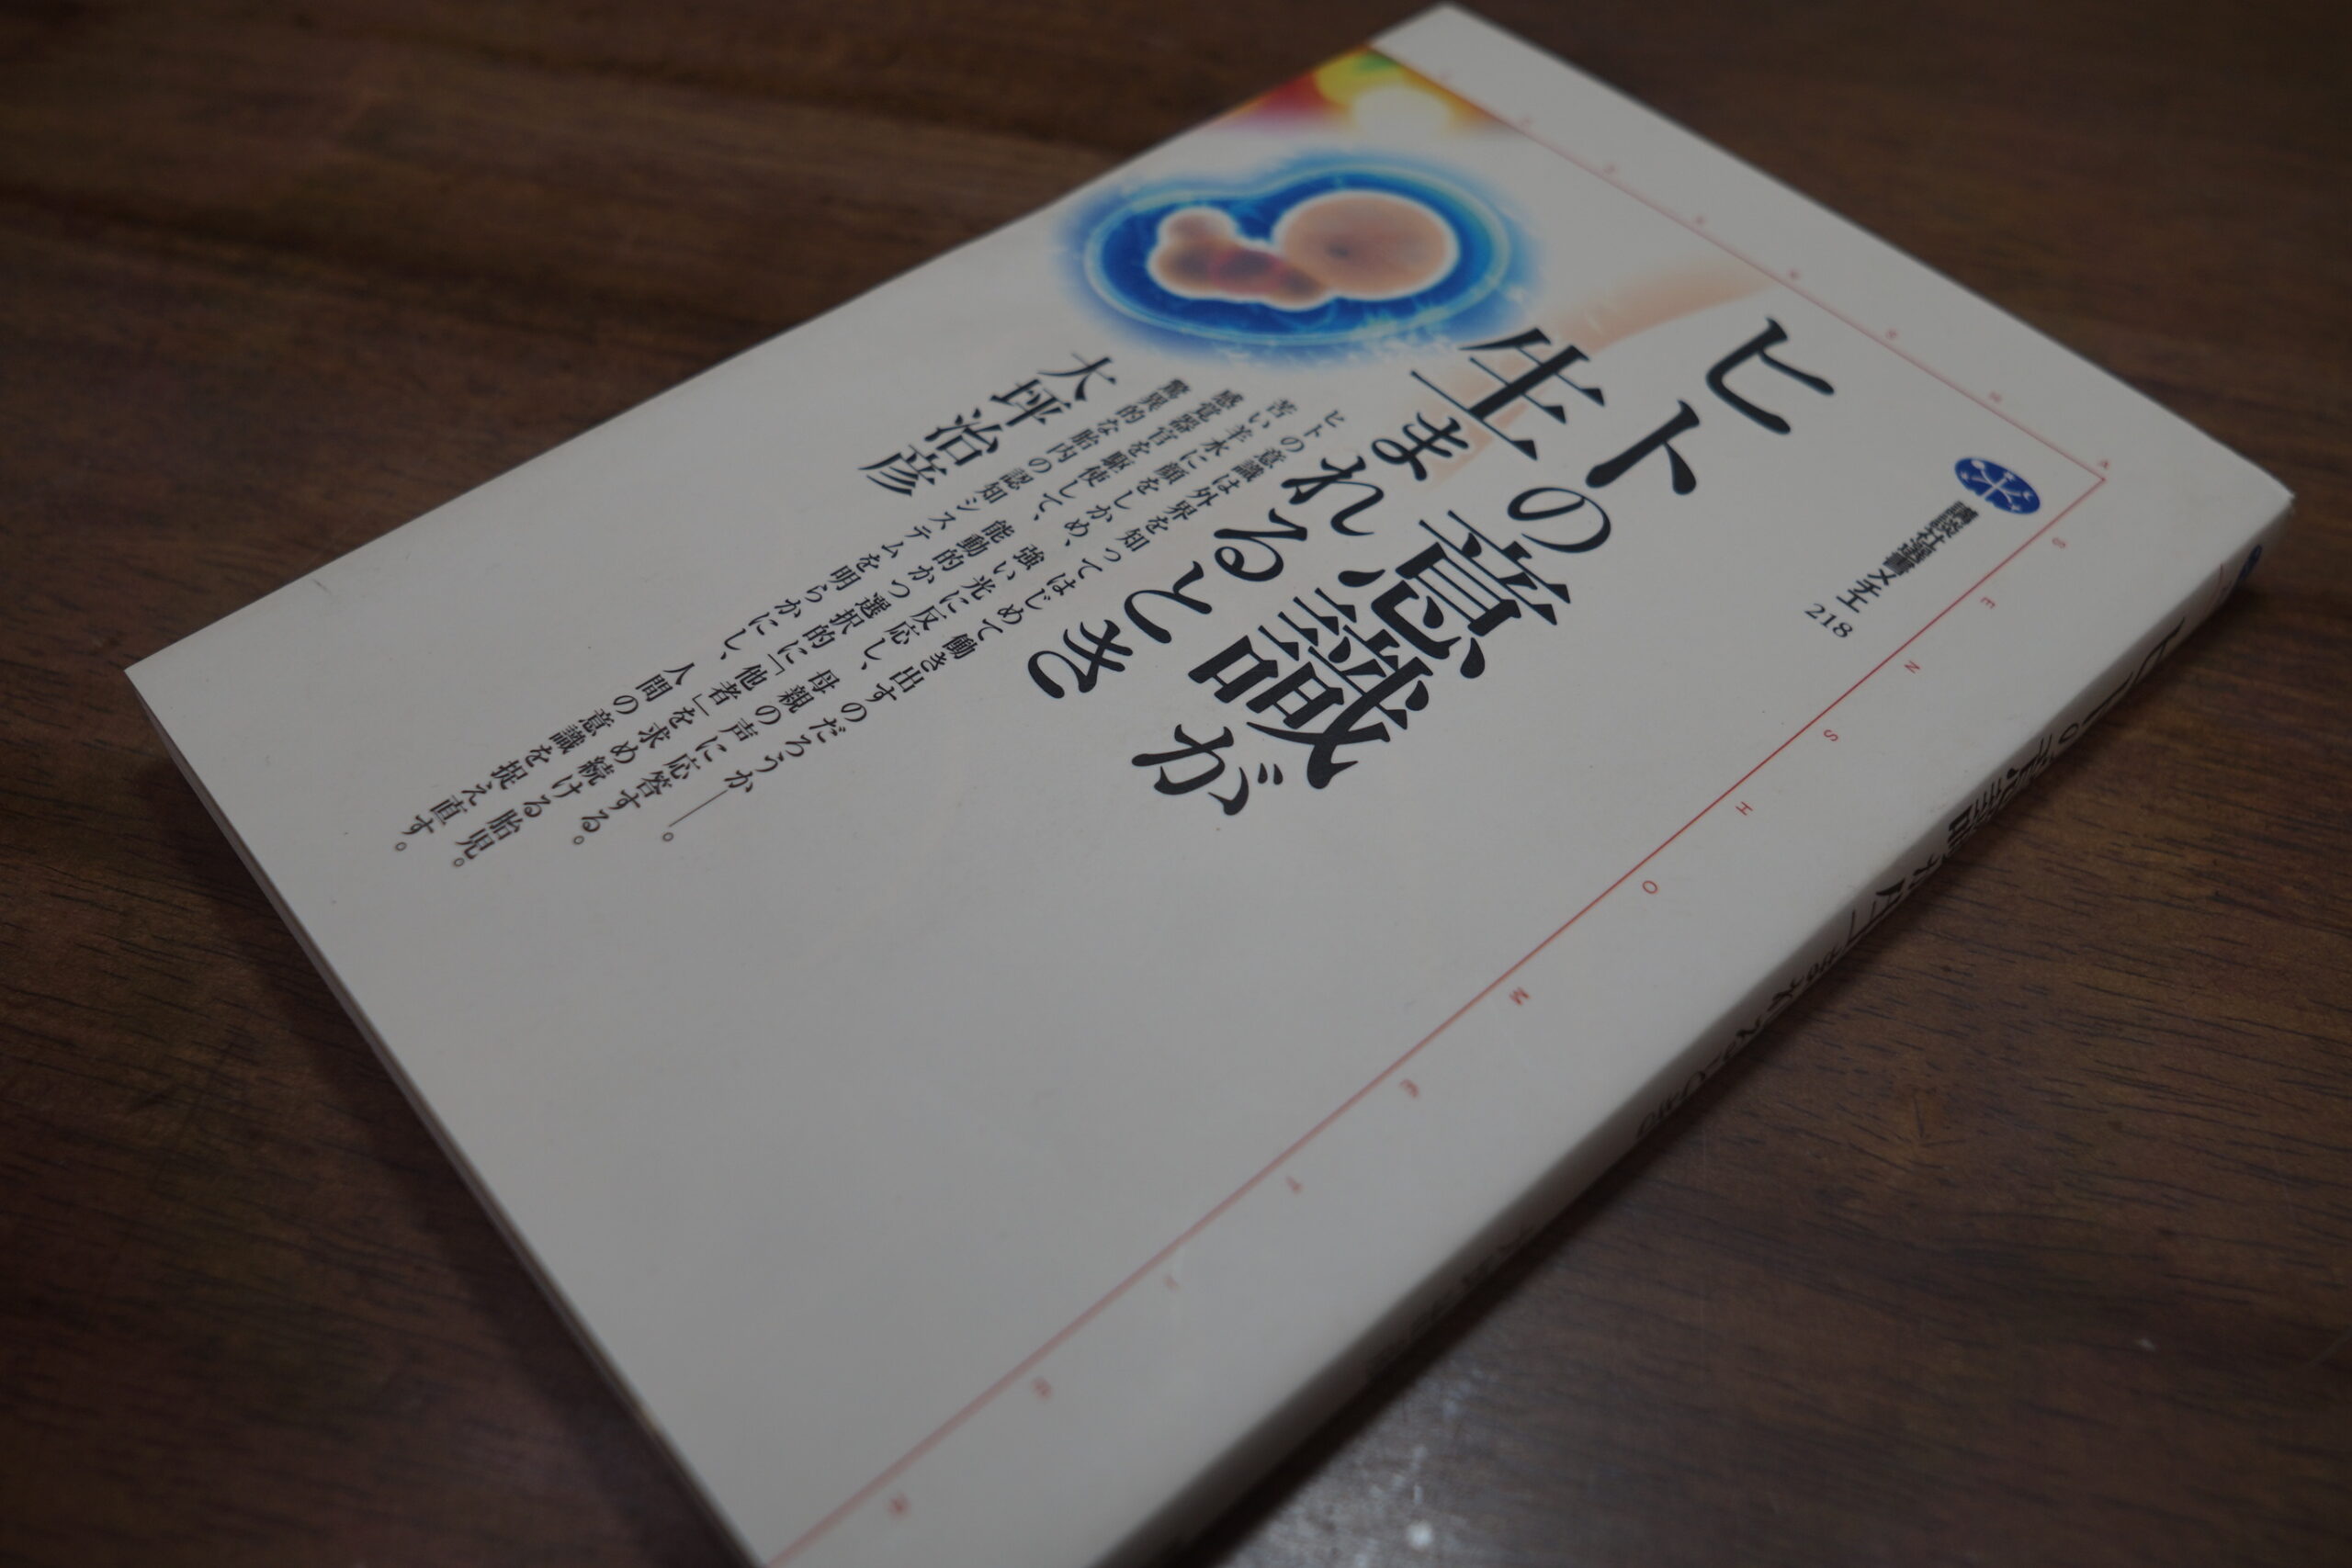 講談社選書メチエ
218
ヒトの意識が
生まれるとき
ヒトの意識は外界を知ってはじめて働き出すのだろうか――。
苦い羊水に顔をしかめ、強い光に反応し、母親の声に応答する。
感覚器官を駆使して、能動的かつ選択的に「他者」を求め続ける胎児。
驚異的な胎内の認知システムを明らかにし、人間の意識を捉え直す。
大坪治彦